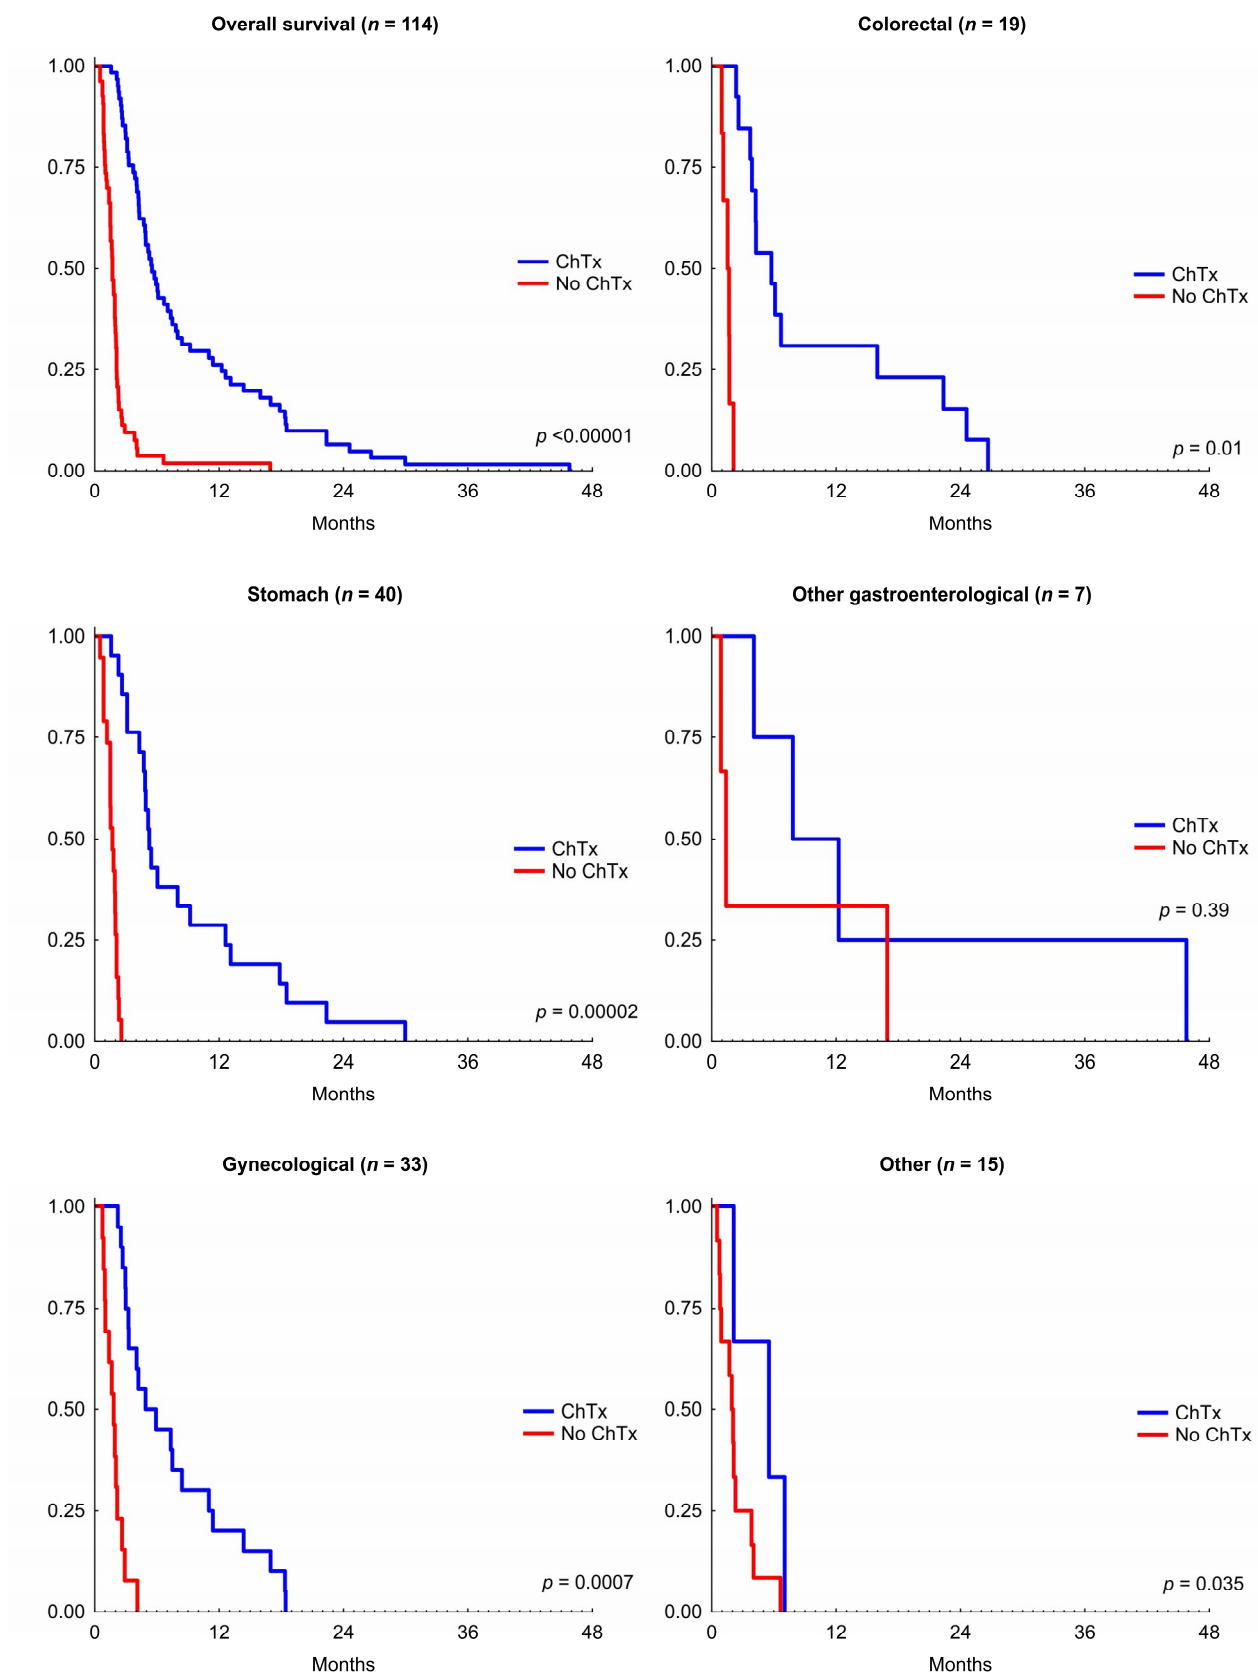 Overall survival (n = 114)
1.00
0.75
0.50
0.25
0.00
ChTx
No ChTx
p <0.00001
0 12 24 36 48
Months
Colorectal (n = 19)
1.00
0.75
0.50
0.25
0.00
ChTx
No ChTx
p = 0.01
0 12 24 36 48
Months
Stomach (n = 40)
1.00
0.75
0.50
0.25
0.00
ChTx
No ChTx
p = 0.00002
0 12 24 36 48
Months
Other gastroenterological (n = 7)
1.00
0.75
0.50
0.25
0.00
ChTx
No ChTx
p = 0.39
0 12 24 36 48
Months
Gynecological (n = 33)
1.00
0.75
0.50
0.25
0.00
ChTx
No ChTx
p = 0.0007
0 12 24 36 48
Months
Other (n = 15)
1.00
0.75
0.50
0.25
0.00
ChTx
No ChTx
p = 0.035
0 12 24 36 48
Months